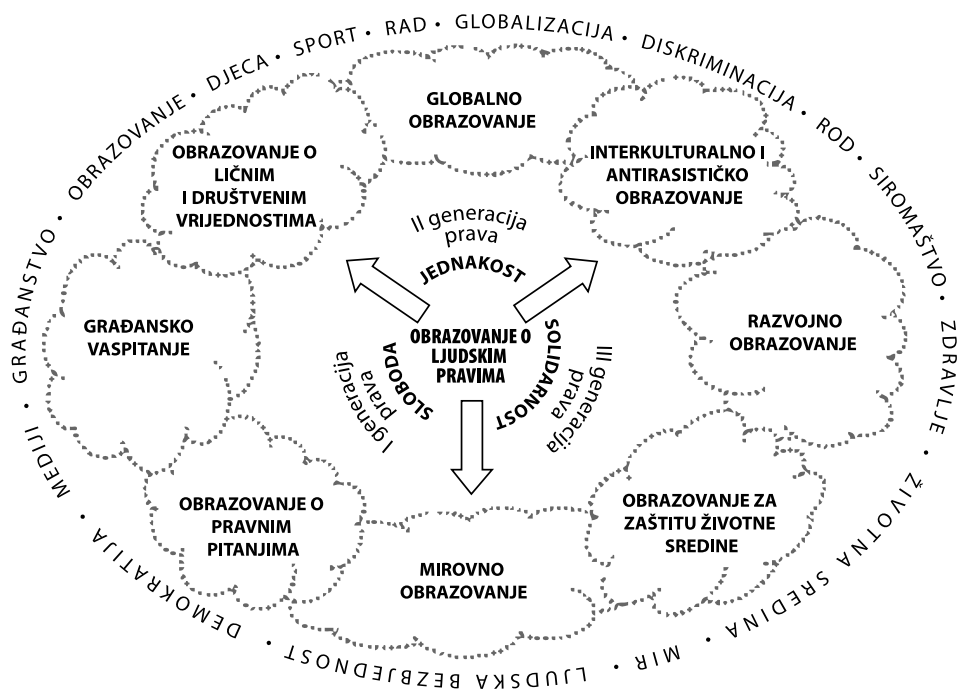 GRAĐANSTVO • OBRAZOVANJE • DJECA • SPORT • RAD • GLOBALIZACIJA • DISKRIMINACIJA • ROD • SIROMAŠTVO • ZDRAVLJE • ŽIVOTNA SREDINA • MIR • LJUDSKA BEZBJEDNOST • DEMOKRATIJA • MEDIJI •
GLOBALNO
OBRAZOVANJE
OBRAZOVANJE O
LIČNIM
I DRUŠTVENIM
VRIJEDNOSTIMA
INTERKULTURALNO I
ANTIRASISTIČKO
OBRAZOVANJE
II generacija
prava
JEDNAKOST
GRAĐANSKO
VASPITANJE
OBRAZOVANJE O
LJUDSKIM
PRAVIMA
SLOBODA
I generacija
prava
SOLIDARNOST
III generacija
prava
RAZVOJNO
OBRAZOVANJE
OBRAZOVANJE O
PRAVNIM
PITANJIMA
MIROVNO
OBRAZOVANJE
OBRAZOVANJE ZA
ZAŠTITU ŽIVOTNE
SREDINE